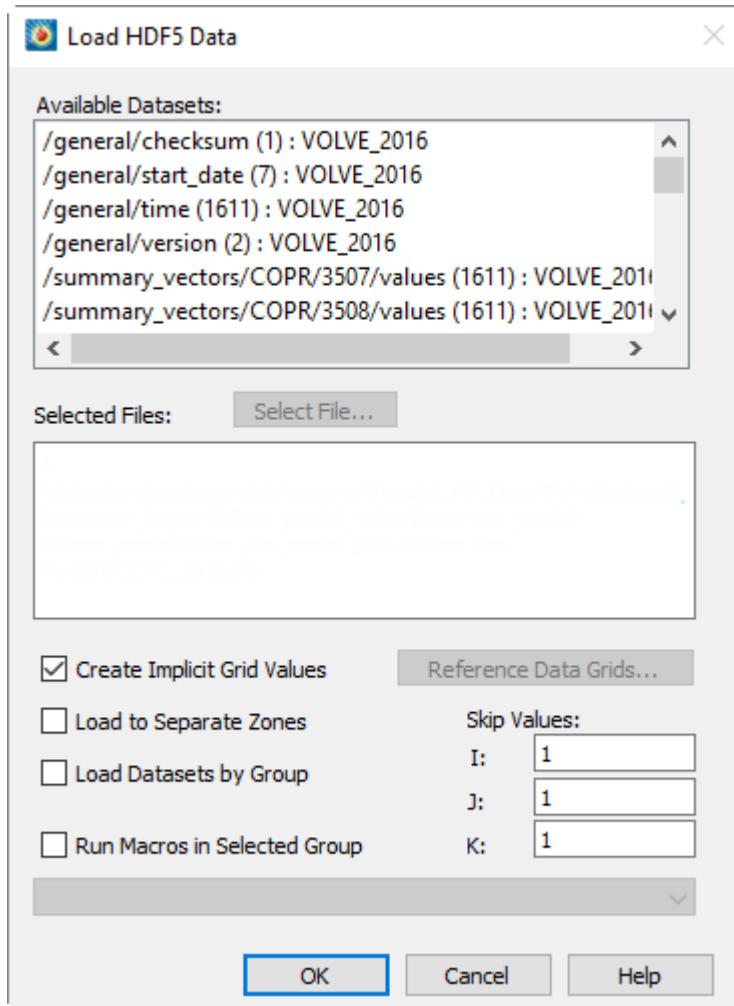 Load HDF5 Data
Available Datasets:
/general/checksum (1) : VOLVE_2016
/general/start_date (7) : VOLVE_2016
/general/time (1611) : VOLVE_2016
/general/version (2) : VOLVE_2016
/summary_vectors/COPR/3507/values (1611) : VOLVE_201
/summary_vectors/COPR/3508/values (1611) : VOLVE_201
Selected Files:
Select File...
Create Implicit Grid Values
Reference Data Grids...
Load to Separate Zones
Skip Values:
I: 1
Load Datasets by Group
J: 1
Run Macros in Selected Group
K: 1
OK
Cancel
Help